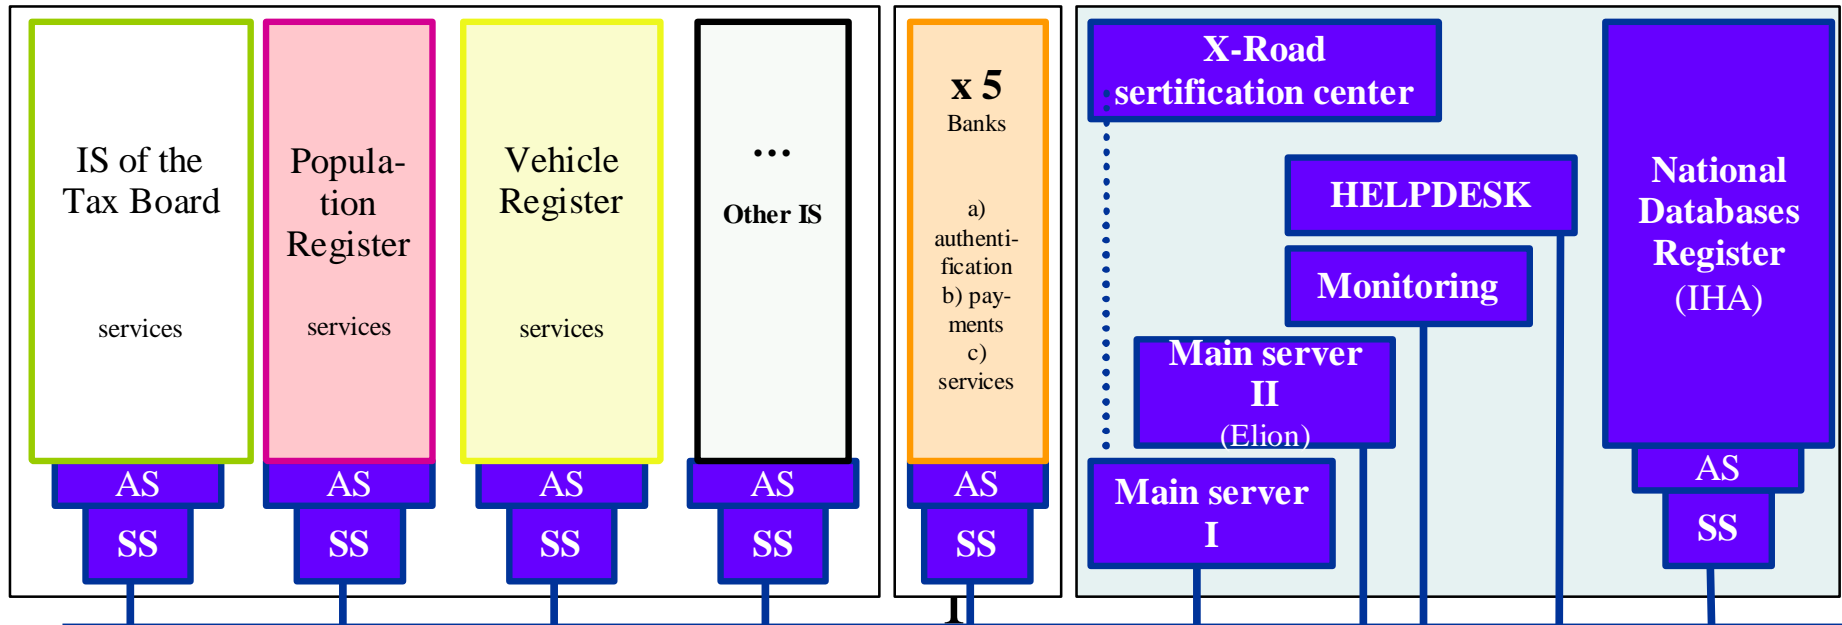 IS of the
Tax Board
services
AS
SS
Popula-
tion
Register
services
AS
SS
Vehicle
Register
services
AS
SS
...
Other IS
AS
SS
x 5
Banks
a)
authenti-
fication
b) pay-
ments
c)
services
AS
SS
X-Road
sertification center
HELPDESK
Monitoring
Main server
II
(Elion)
Main server
I
National
Databases
Register
(IHA)
AS
SS